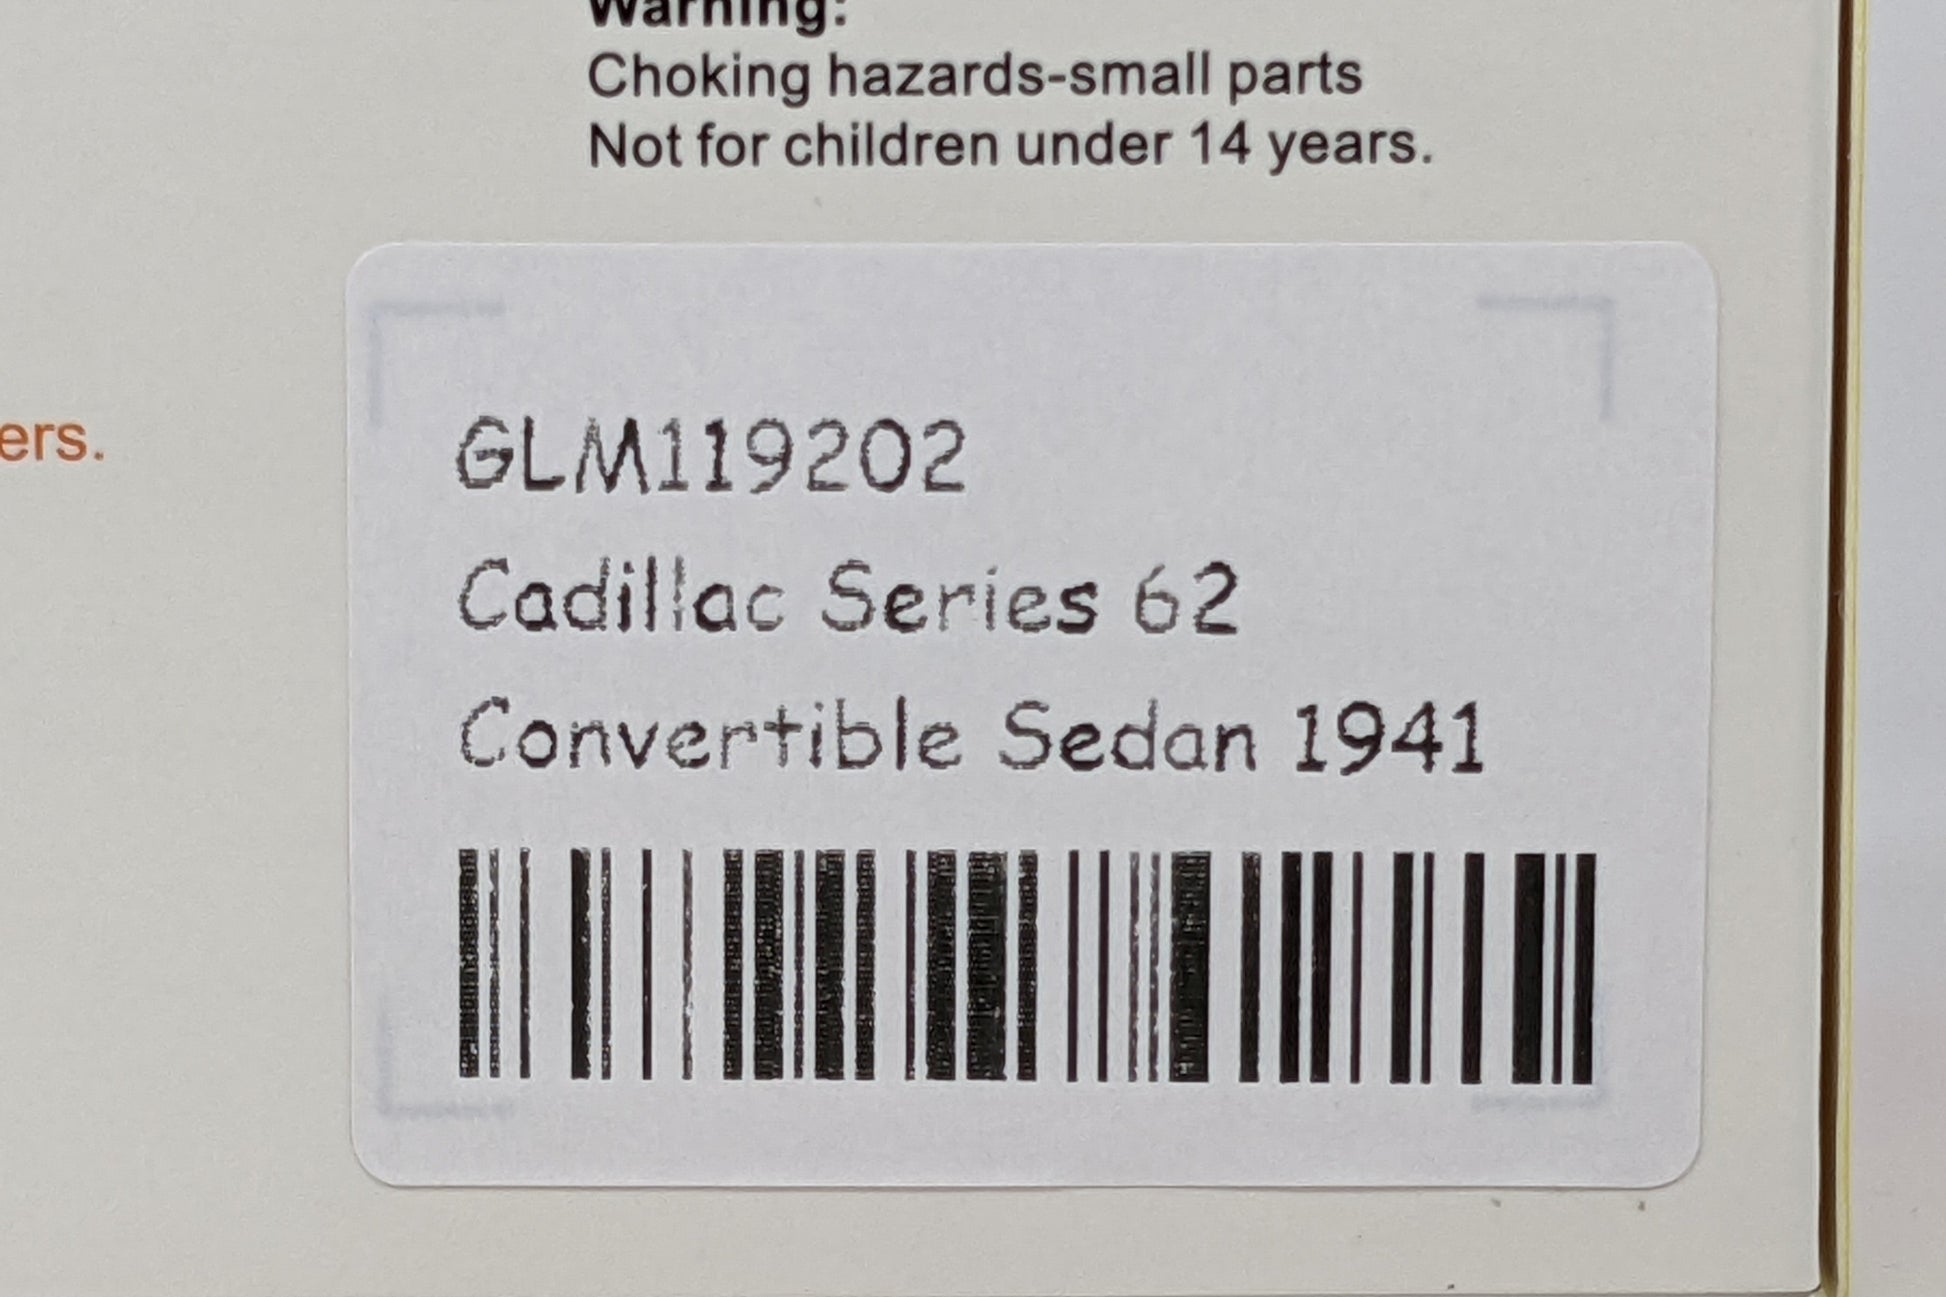 Warning:
Choking hazards-small parts
Not for children under 14 years.
ers.
GLM119202
Cadillac Series 62
Convertible Sedan 1941